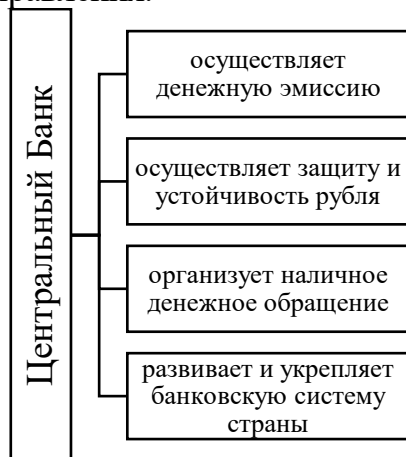 Центральный Банк
осуществляет
денежную эмиссию
осуществляет защиту и
устойчивость рубля
организует наличное
денежное обращение
развивает и укрепляет
банковскую систему
страны